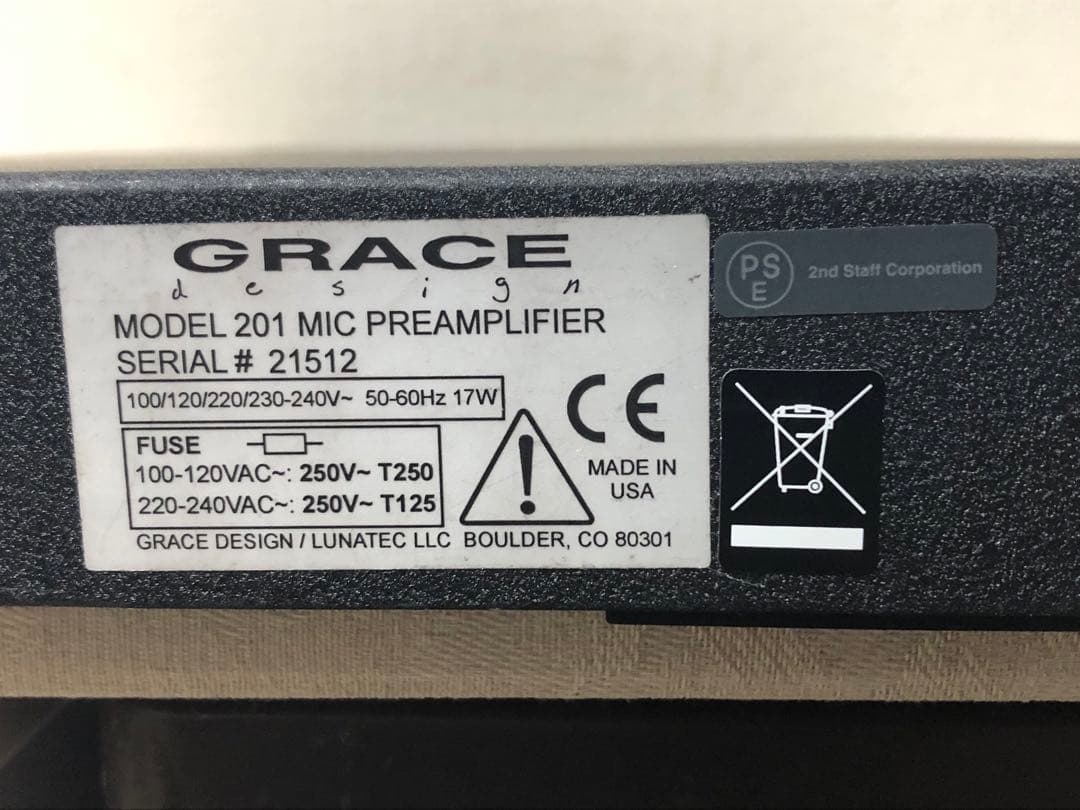 GRACE
design
MODEL 201 MIC PREAMPLIFIER
SERIAL # 21512
100/120/220/230-240V~ 50-60Hz 17W
FUSE
100-120VAC~: 250V~ T250
220-240VAC~: 250V~ T125
CE
MADE IN
USA
GRACE DESIGN / LUNATEC LLC BOULDER, CO 80301
PS
E
2nd Staff Corporation